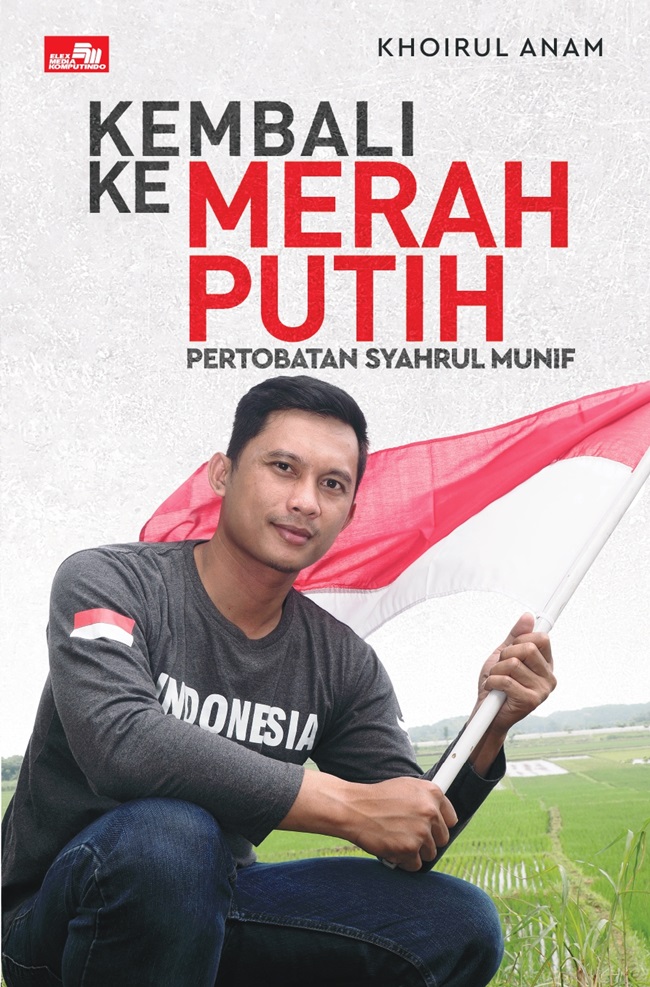 ELEX
MEDIA
KOMPUTINDO
KHOIRUL ANAM
KEMBALI
KE MERAH
PUTIH
PERTOBATAN SYAHRUL MUNIF
INDONESIA